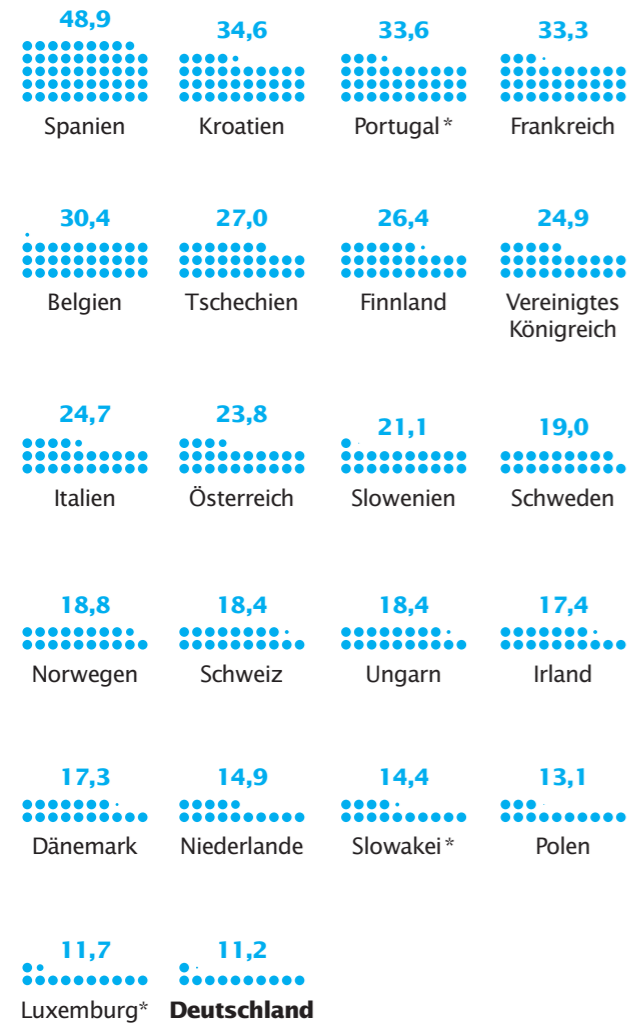 48,9
34,6
33,6
33,3
Spanien
Kroatien
Portugal*
Frankreich
30,4
27,0
26,4
24,9
Belgien
Tschechien
Finnland
Vereinigtes
Königreich
24,7
23,8
21,1
19,0
Italien
Österreich
Slowenien
Schweden
18,8
18,4
18,4
17,4
Norwegen
Schweiz
Ungarn
Irland
17,3
14,9
14,4
13,1
Dänemark
Niederlande
Slowakei*
Polen
11,7
11,2
Luxemburg*
Deutschland